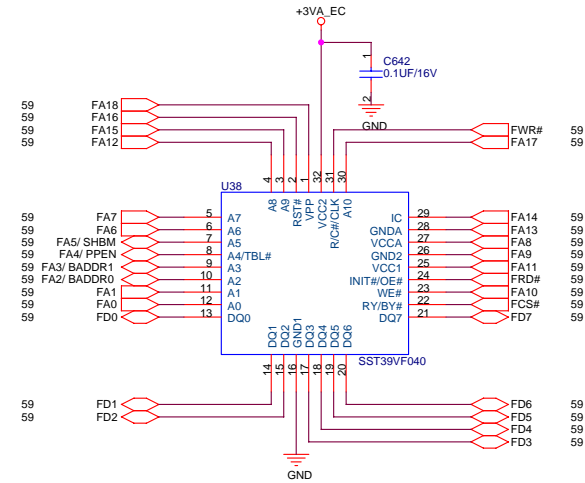 +3VA_EC
1
C642
0.1UF/16V
2
GND
59 FA18
59 FA16
59 FA15 FWR# 59
59 FA12 FA17 59
4 3 2 1 32 31 30
U38
A8 A9 RST# VPP VCC2 R/C#/CLK A10
59 FA7 5 A7 IC 29 FA14 59
59 FA6 6 A6 GNDA 28 FA13 59
59 FA5/ SHBM 7 A5 VCCA 27 FA8 59
59 FA4/ PPEN 8 A4/TBL# GND2 26 FA9 59
59 FA3/ BADDR1 9 A3 VCC1 25 FA11 59
59 FA2/ BADDR0 10 A2 INIT#/OE# 24 FRD# 59
59 FA1 11 A1 WE# 23 FA10 59
59 FA0 12 A0 RY/BY# 22 FCS# 59
59 FD0 13 DQ0 DQ7 21 FD7 59
DQ1 DQ2 GND1 DQ3 DQ4 DQ5 DQ6
SST39VF040
14 15 16 17 18 19 20
59 FD1 FD6 59
59 FD2 FD5 59
FD4 59
FD3 59
GND